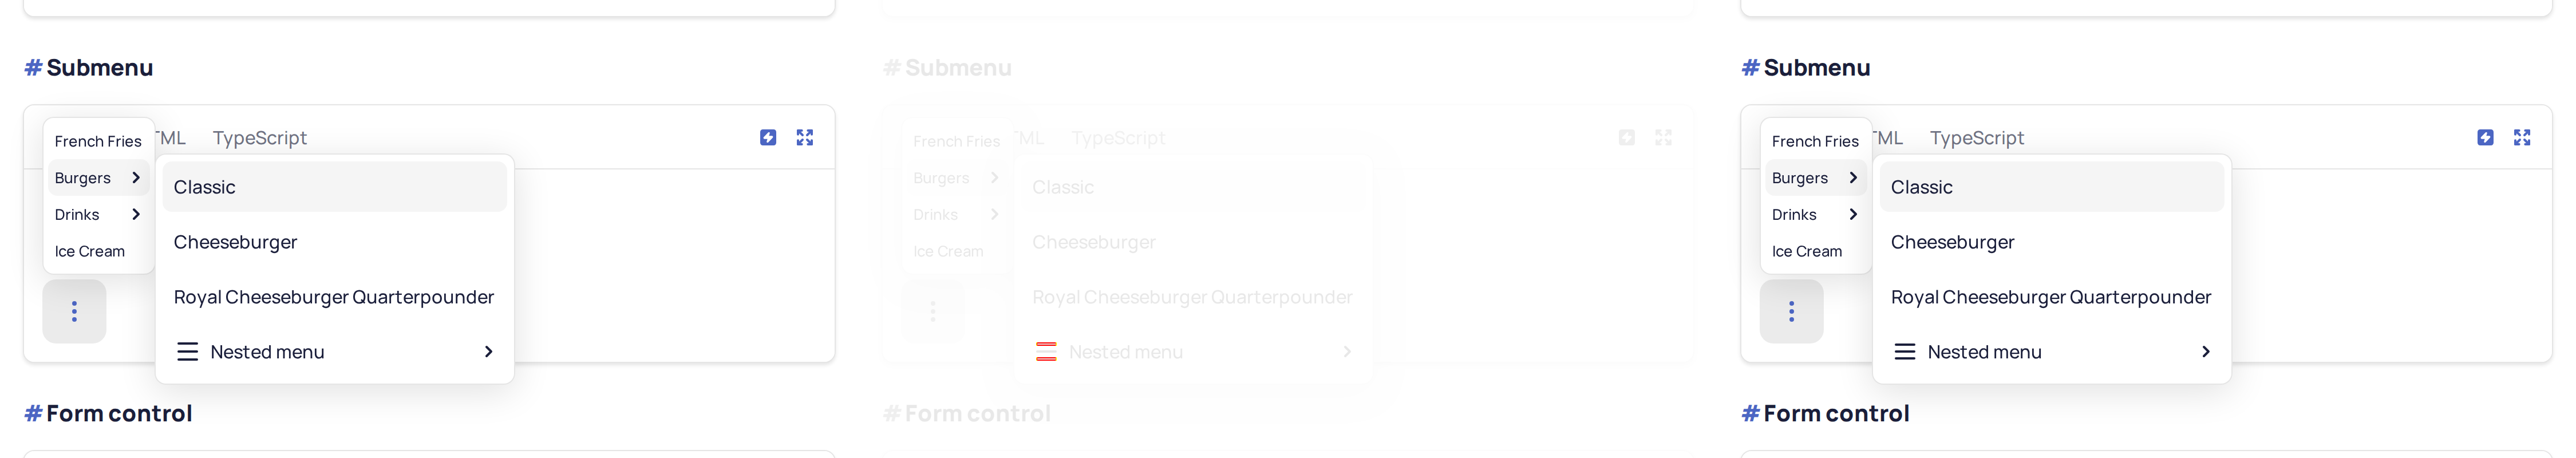 # Submenu
TML TypeScript
French Fries
Burgers
Drinks
Ice Cream
Classic
Cheeseburger
Royal Cheeseburger Quarterpounder
Nested menu
# Form control
# Submenu
ML TypeScript
French Fries
Burgers
Drinks
Ice Cream
Classic
Cheeseburger
Royal Cheeseburger Quarterpounder
Nested menu
# Form control
# Submenu
ML TypeScript
French Fries
Burgers
Drinks
Ice Cream
Classic
Cheeseburger
Royal Cheeseburger Quarterpounder
Nested menu
# Form control